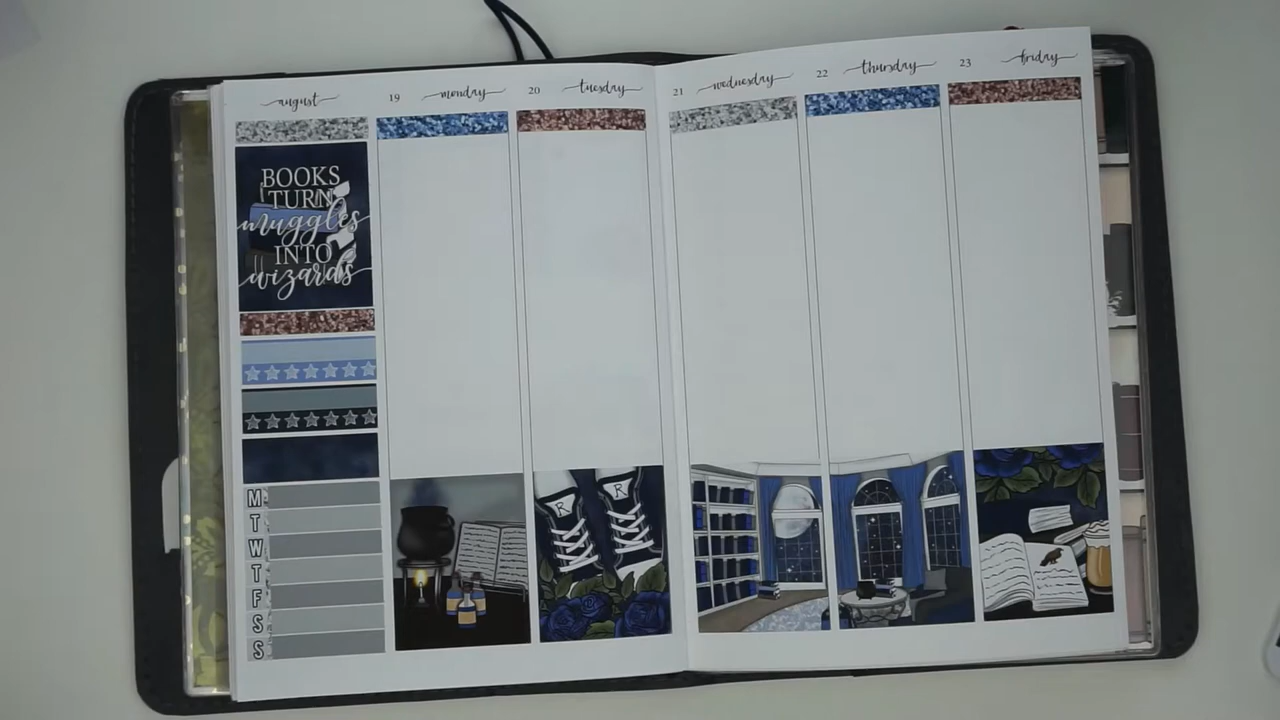 august
19 monday
20 tuesday
21 wednesday
22 thursday
23 friday
BOOKS
TURN
muggles
INTO
wizards
M
T
W
T
F
S
S
R R